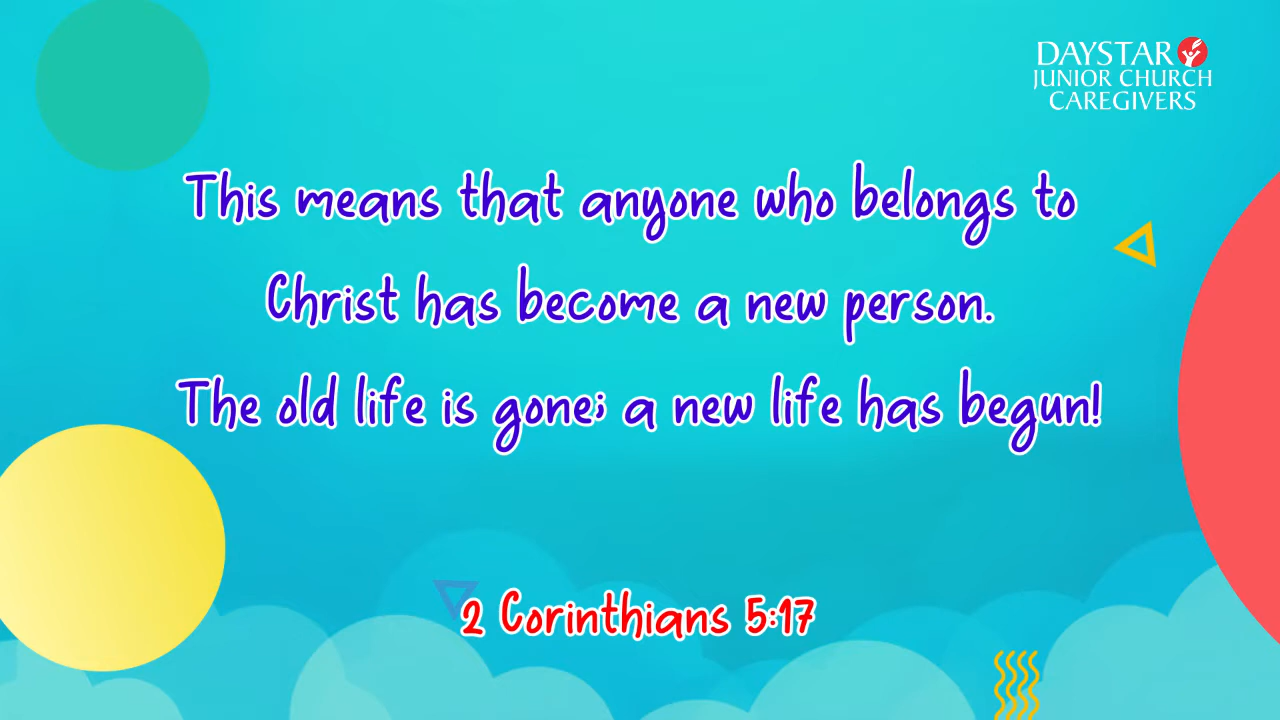 DAYSTAR
JUNIOR CHURCH
CAREGIVERS
This means that anyone who belongs to
Christ has become a new person.
The old life is gone; a new life has begun!
2 Corinthians 5:17